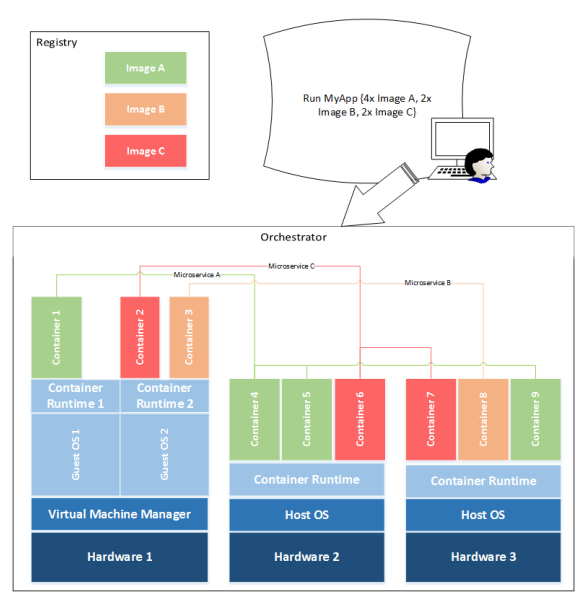 Registry
Image A
Image B
Image C
Run MyApp {4x Image A, 2x
Image B, 2x Image C}
Orchestrator
Microservice C
Microservice A
Microservice B
Container 1
Container 2
Container 3
Container
Runtime 1
Container
Runtime 2
Guest OS 1
Guest OS 2
Virtual Machine Manager
Hardware 1
Container 4
Container 5
Container 6
Container Runtime
Host OS
Hardware 2
Container 7
Container 8
Container 9
Container Runtime
Host OS
Hardware 3